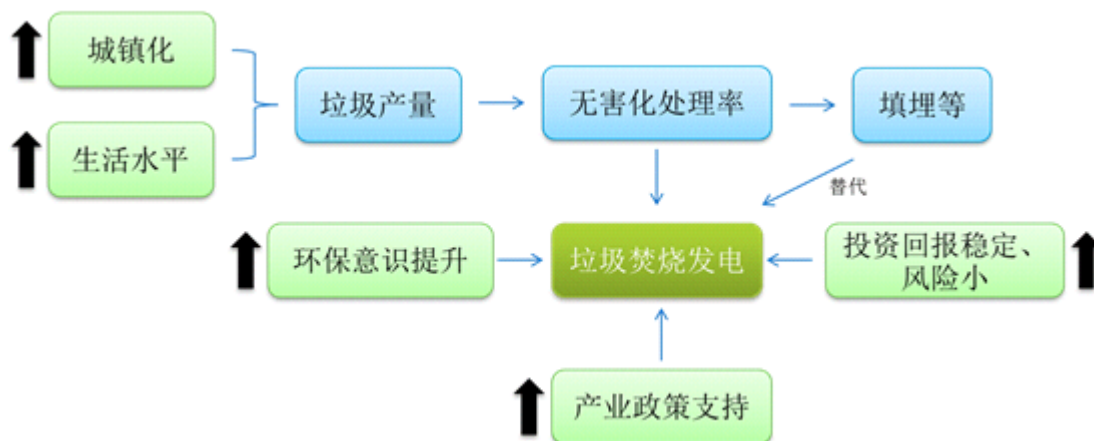 城镇化
生活水平
垃圾产量
无害化处理率
填埋等
替代
环保意识提升
垃圾焚烧发电
投资回报稳定、
风险小
产业政策支持